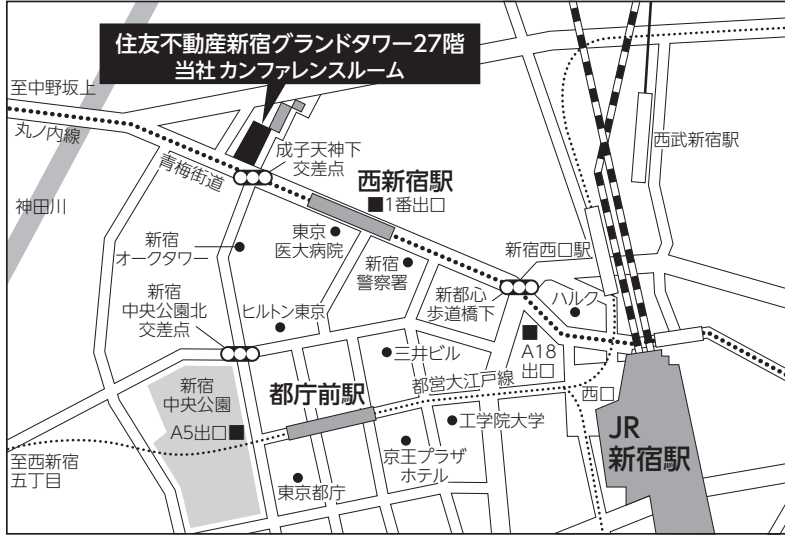 住友不動産新宿グランドタワー27階
当社 カンファレンスルーム
至中野坂上
丸ノ内線
青梅街道
神田川
成子天神下
交差点
西新宿駅
■1番出口
西武新宿駅
新宿
オークタワー
東京
医大病院
新宿
警察署
新宿西口駅
新宿
中央公園北
交差点
ヒルトン東京
新都心
歩道橋下
ハルク
A18
出口
三井ビル
都営大江戸線
西口
新宿
中央公園
都庁前駅
A5出口■
工学院大学
JR
新宿駅
至西新宿
五丁目
京王プラザ
ホテル
東京都庁